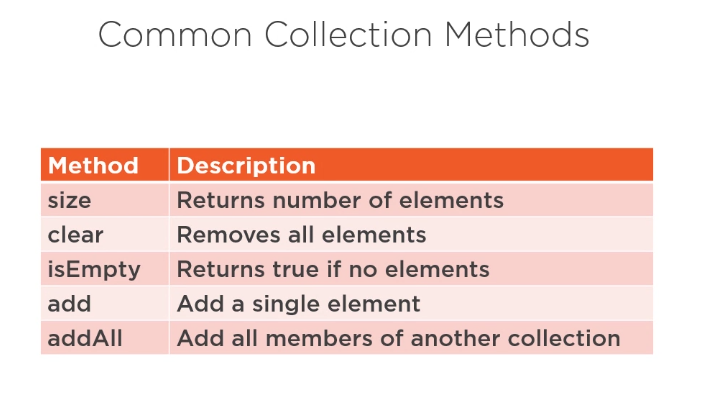 Common Collection Methods
Method Description
size Returns number of elements
clear Removes all elements
isEmpty Returns true if no elements
add Add a single element
addAll Add all members of another collection